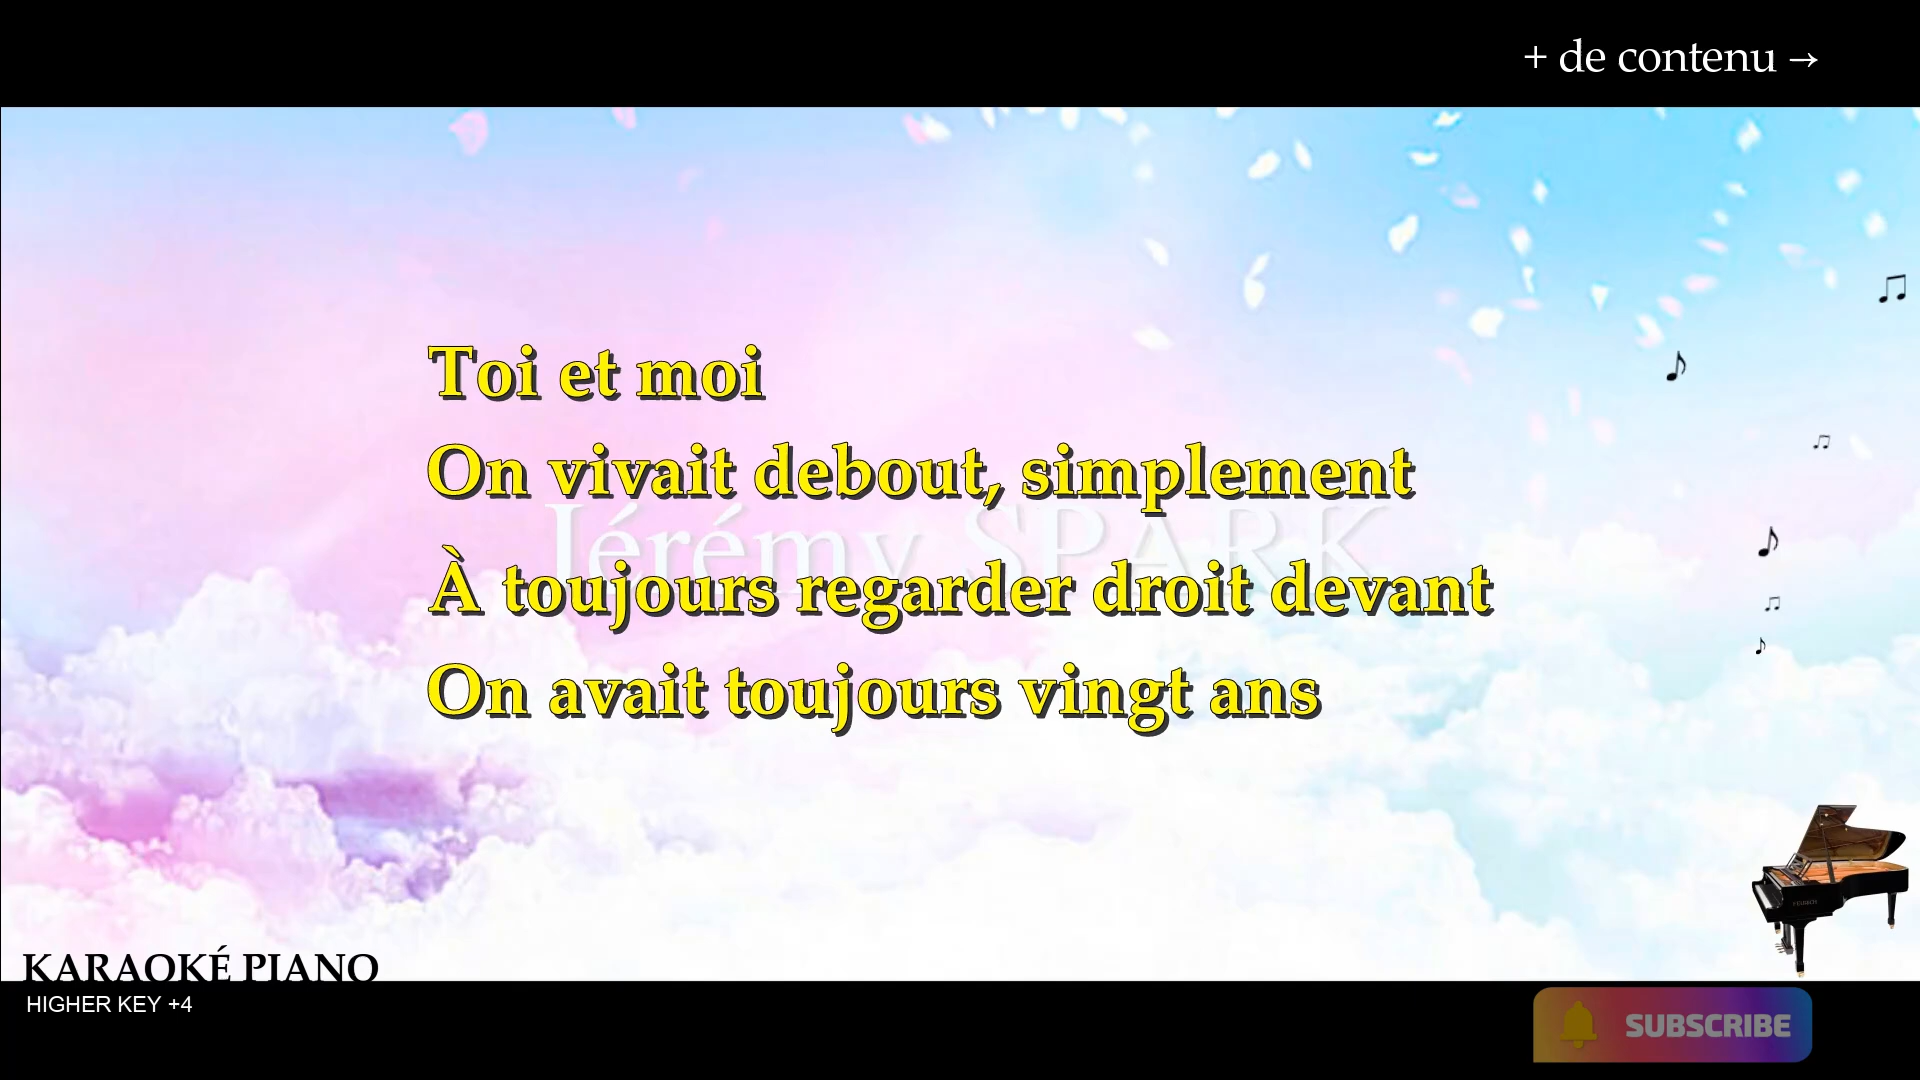 + de contenu →
Toi et moi
On vivait debout, simplement
Jérémy SPARK
À toujours regarder droit devant
On avait toujours vingt ans
KARAOKÉ PIANO
HIGHER KEY +4
SUBSCRIBE